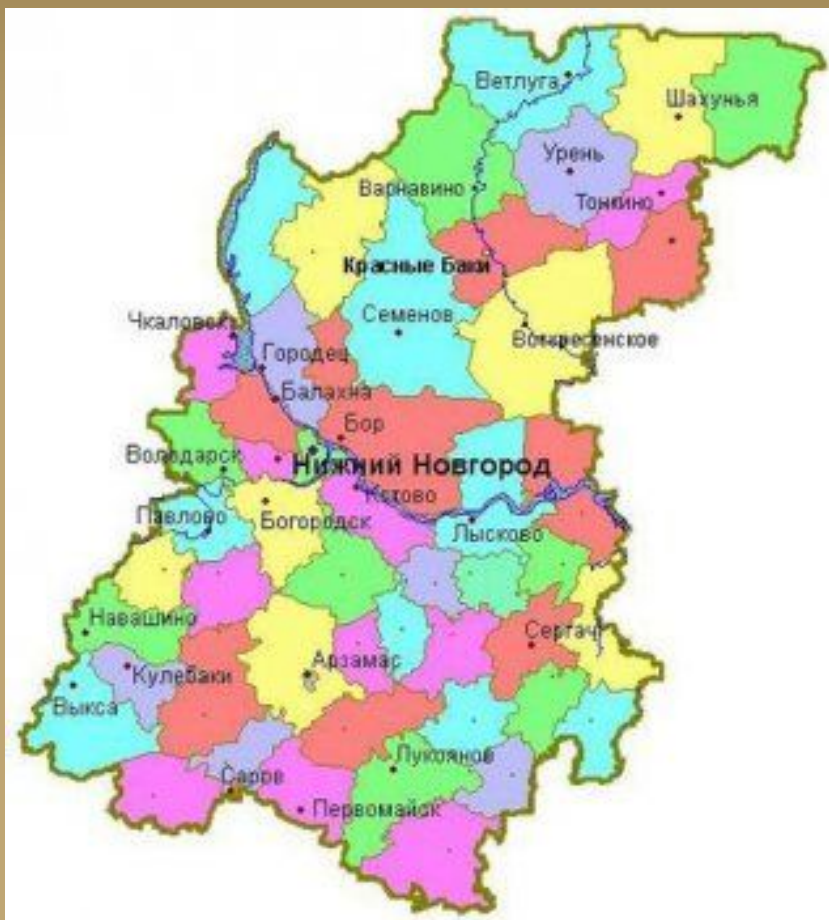 Ветлуга
Шахунья
Урень
Варнавино
Тонкино
Красные Баки
Семенов
Чкаловск
Воскресенское
Городец
Балахна
Бор
Володарск
Нижний Новгород
Кстово
Павлово
Богородск
Лысково
Навашино
Сергач
Арзамас
Кулебаки
Выкса
Лукоянов
Саров
Первомайск